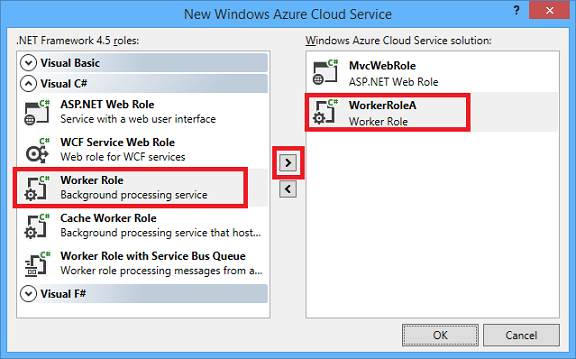 New Windows Azure Cloud Service
? ×
.NET Framework 4.5 roles:
Visual Basic
Visual C#
C#
ASP.NET Web Role
Service with a web user interface
C#
WCF Service Web Role
Web role for WCF services
C#
Worker Role
Background processing service
C#
Cache Worker Role
Background processing service that host...
C#
Worker Role with Service Bus Queue
Worker role processing messages from a...
Visual F#
>
<
Windows Azure Cloud Service solution:
C#
MvcWebRole
ASP.NET Web Role
C#
WorkerRoleA
Worker Role
OK
Cancel